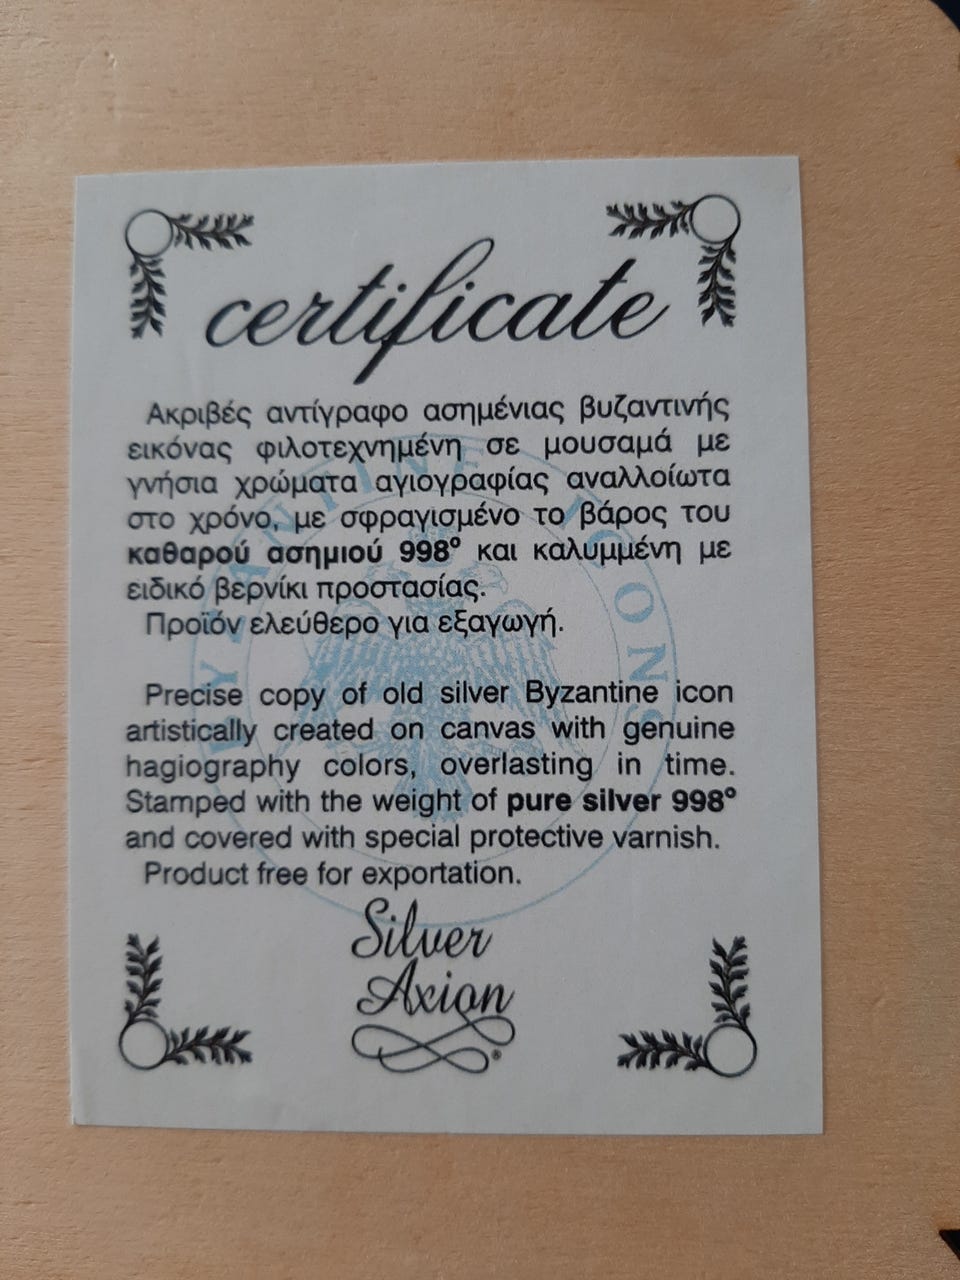 certificate
Ακριβές αντίγραφο ασημένιας βυζαντινής
εικόνας φιλοτεχνημένη σε μουσαμά με
γνήσια χρώματα αγιογραφίας αναλλοίωτα
στο χρόνο, με σφραγισμένο το βάρος του
καθαρού ασημιού 998° και καλυμμένη με
ειδικό βερνίκι προστασίας.
Προϊόν ελεύθερο για εξαγωγή.
Precise copy of old silver Byzantine icon
artistically created on canvas with genuine
hagiography colors, overlasting in time.
Stamped with the weight of pure silver 998°
and covered with special protective varnish.
Product free for exportation.
Silver
Axion
®
BYZANTINE ICONS